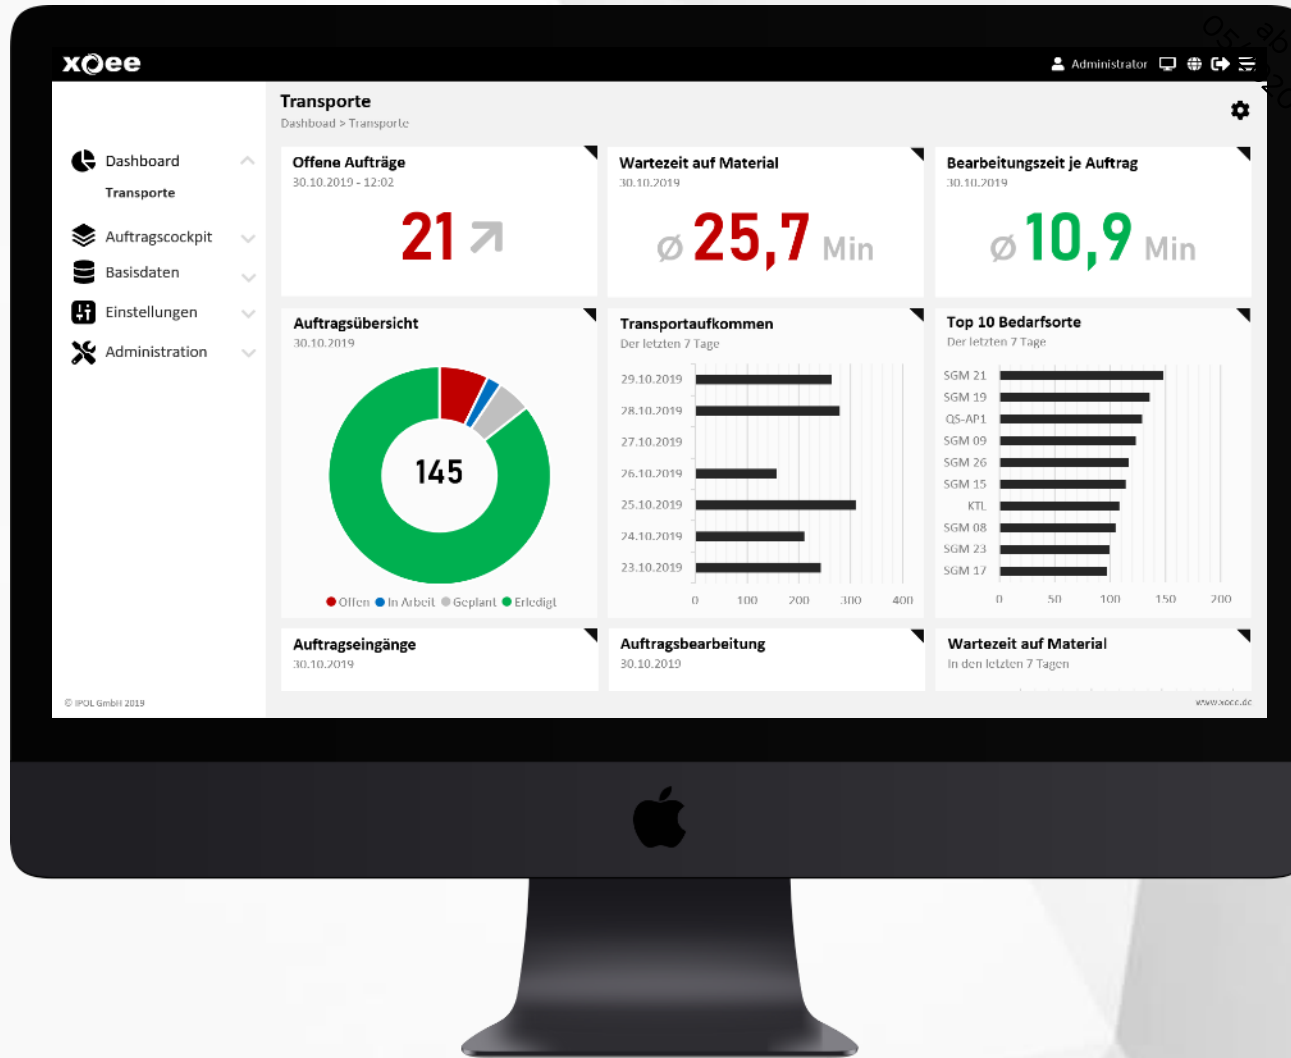 xoee
Administrator
ab
05/2020
Transporte
Dashboad > Transporte
Dashboard
Transporte
Auftragscockpit
Basisdaten
Einstellungen
Administration
Offene Aufträge
30.10.2019 - 12:02
21
Wartezeit auf Material
30.10.2019
Ø 25,7 Min
Bearbeitungszeit je Auftrag
30.10.2019
Ø 10,9 Min
Auftragsübersicht
30.10.2019
145
Offen In Arbeit Geplant Erledigt
Transportaufkommen
Der letzten 7 Tage
29.10.2019
28.10.2019
27.10.2019
26.10.2019
25.10.2019
24.10.2019
23.10.2019
0 100 200 300 400
Top 10 Bedarfsorte
Der letzten 7 Tage
SGM 21
SGM 19
QS-AP1
SGM 09
SGM 26
SGM 15
KTL
SGM 08
SGM 23
SGM 17
0 50 100 150 200
Auftragseingänge
30.10.2019
Auftragsbearbeitung
30.10.2019
Wartezeit auf Material
In den letzten 7 Tagen
© IPOL GmbH 2019
www.xoee.de